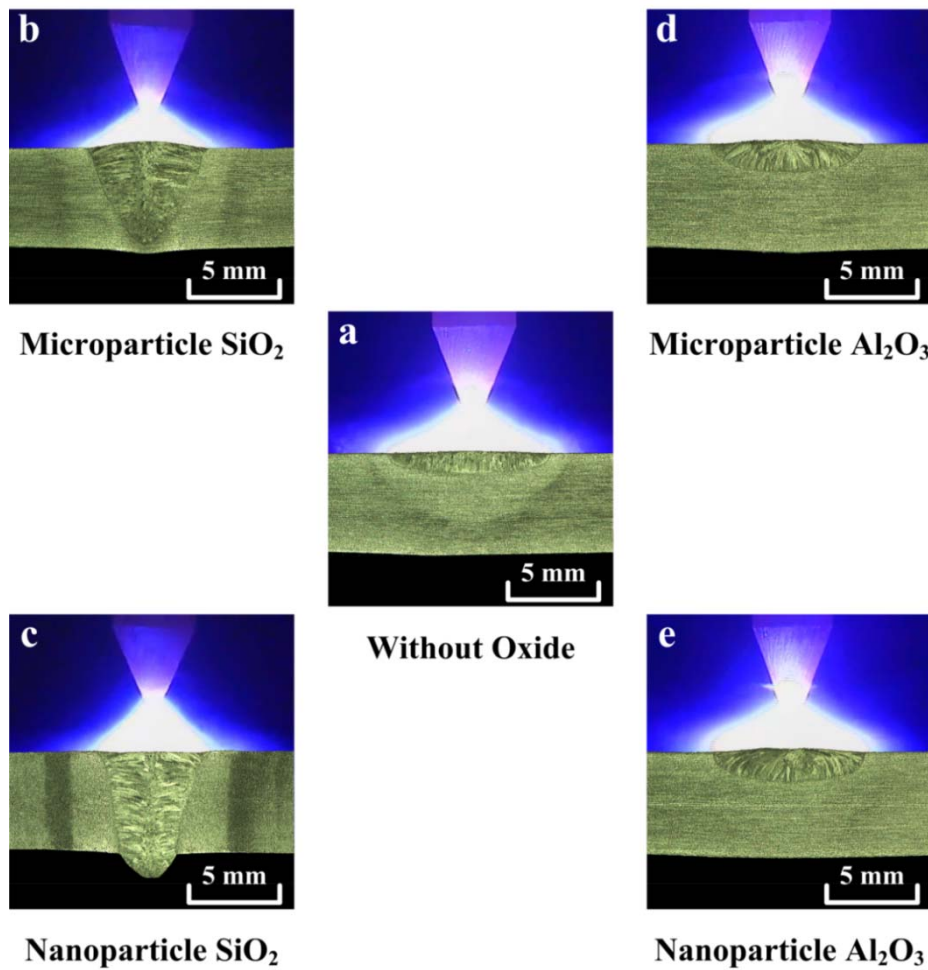 b
5 mm
Microparticle SiO₂
d
5 mm
Microparticle Al₂O₃
a
5 mm
Without Oxide
c
5 mm
Nanoparticle SiO₂
e
5 mm
Nanoparticle Al₂O₃